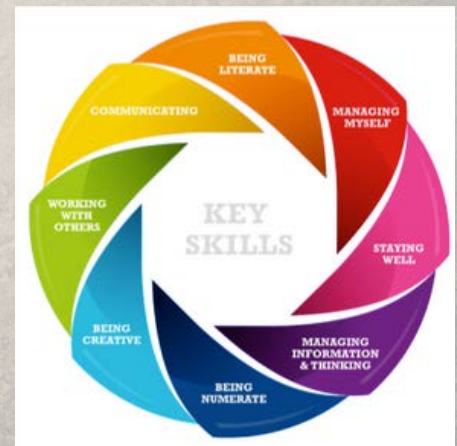 KEY
SKILLS
BEING
LITERATE
MANAGING
MYSELF
STAYING
WELL
MANAGING
INFORMATION
& THINKING
BEING
NUMERATE
BEING
CREATIVE
WORKING
WITH
OTHERS
COMMUNICATING